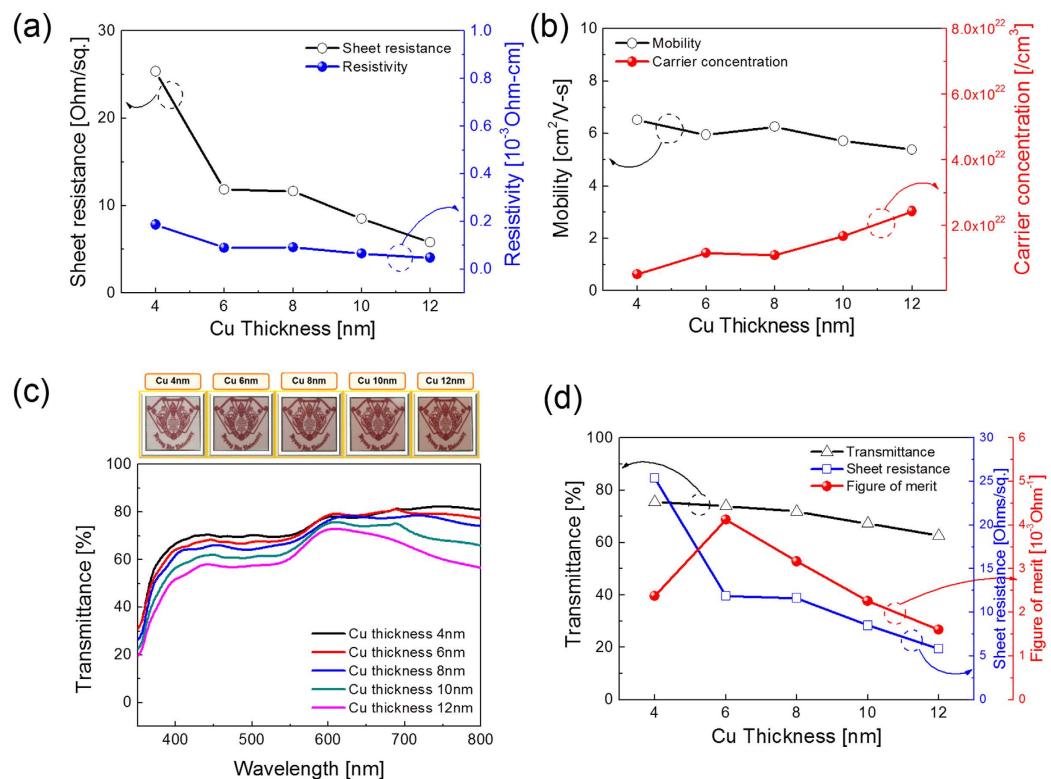 (a)
30
20
10
0
Sheet resistance [Ohm/sq.]
Sheet resistance
Resistivity
1.0
0.8
0.6
0.4
0.2
0.0
Resistivity [10-3Ohm-cm]
4 6 8 10 12
Cu Thickness [nm]
(b)
10
8
6
4
2
0
Mobility [cm2/V-s]
Mobility
Carrier concentration
8.0x1022
6.0x1022
4.0x1022
2.0x1022
0.0
Carrier concentration [/cm3]
4 6 8 10 12
Cu Thickness [nm]
(c)
Cu 4nm Cu 6nm Cu 8nm Cu 10nm Cu 12nm
100
80
60
40
20
0
Transmittance [%]
Cu thickness 4nm
Cu thickness 6nm
Cu thickness 8nm
Cu thickness 10nm
Cu thickness 12nm
400 500 600 700 800
Wavelength [nm]
(d)
100
80
60
40
20
0
Transmittance [%]
Transmittance
Sheet resistance
Figure of merit
30
25
20
15
10
5
0
Sheet resistance [Ohms/sq.]
6
5
4
3
2
1
0
Figure of merit [10-3 Ohm-1]
4 6 8 10 12
Cu Thickness [nm]